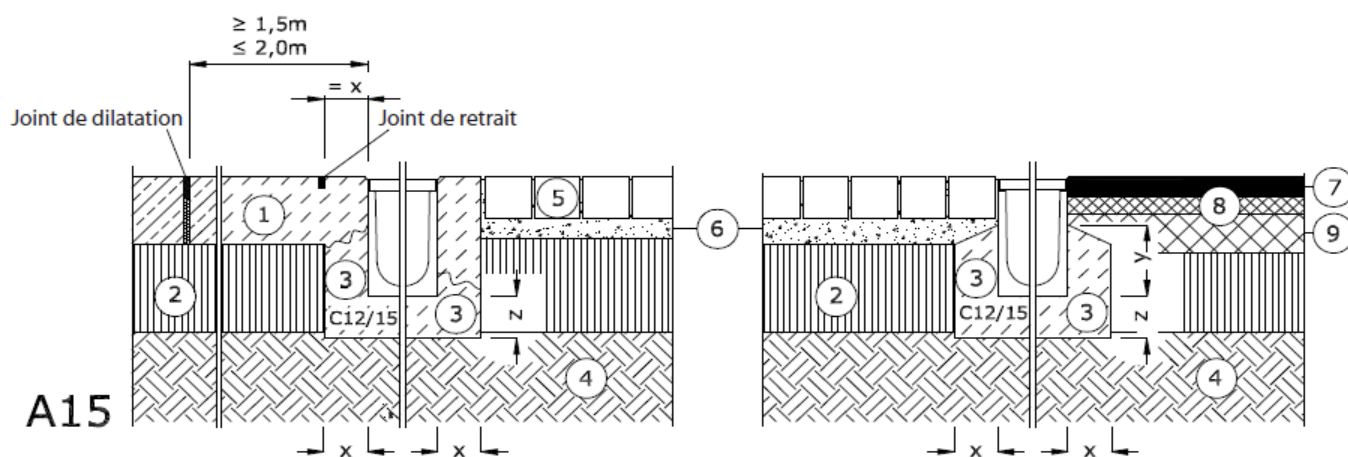 ≥ 1,5m
≤ 2,0m
= x
Joint de dilatation
Joint de retrait
1
2
3
C12/15
3
z
4
5
6
7
8
9
2
3
C12/15
3
y
z
4
A15
x
x
x
x